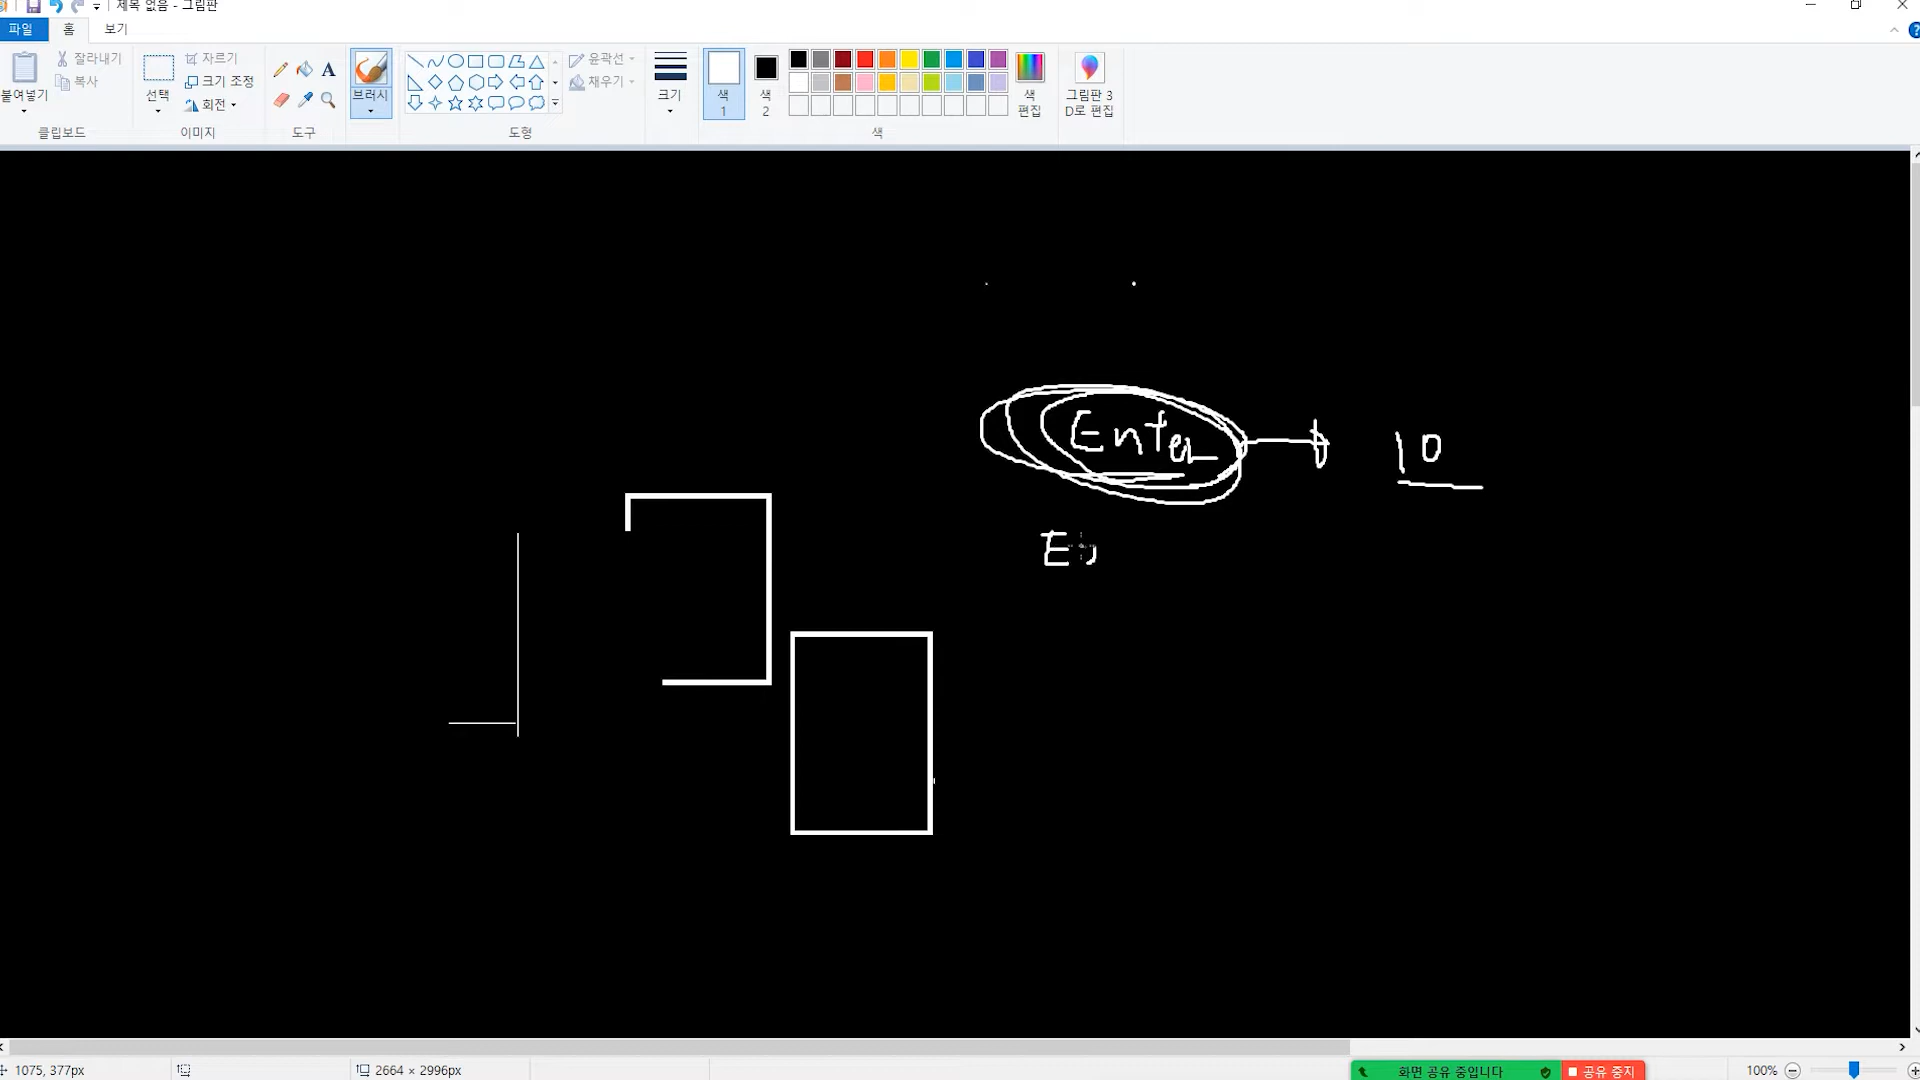 제목 없음 - 그림판
파일 홈 보기
붙여넣기
잘라내기
복사
클립보드
선택
자르기
크기 조정
회전
이미지
A
도구
브러시
윤곽선
채우기
도형
크기
색
1
색
2
색
편집
색
그림판 3
D로 편집
Enter 10
E
1075, 377px 2664 × 2996px 화면 공유 중입니다 공유 중지 100%